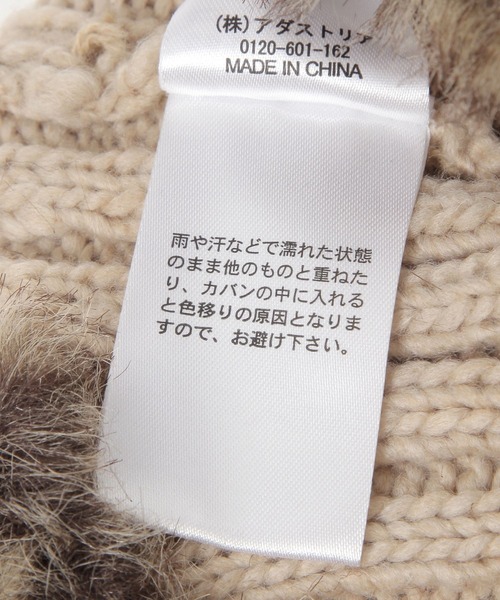 (株)アダストリア
0120-601-162
MADE IN CHINA
雨や汗などで濡れた状態
のまま他のものと重ねた
り、カバンの中に入れる
と色移りの原因となりま
すので、お避け下さい。